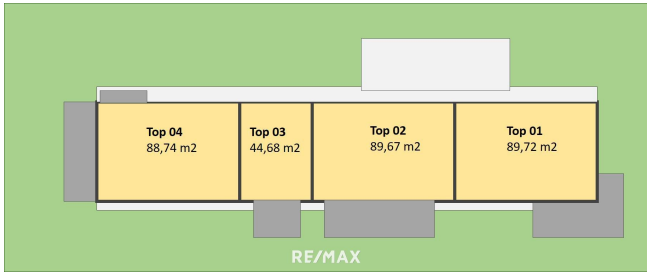 Top 04
88,74 m2
Top 03
44,68 m2
Top 02
89,67 m2
Top 01
89,72 m2
RE/MAX